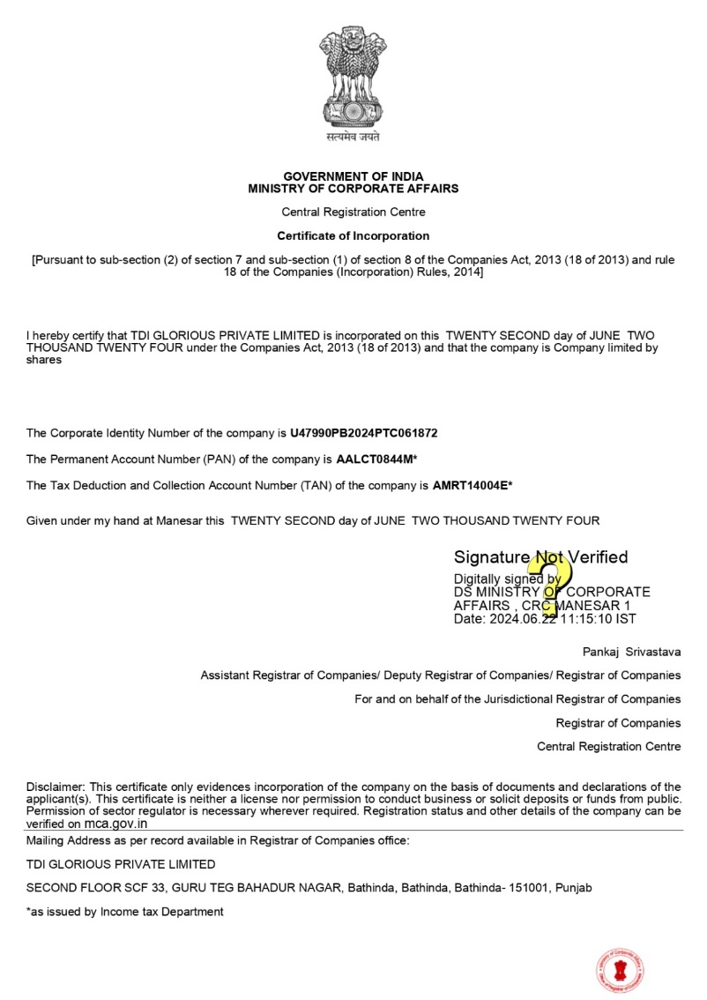 सत्यमेव जयते
GOVERNMENT OF INDIA
MINISTRY OF CORPORATE AFFAIRS
Central Registration Centre
Certificate of Incorporation
[Pursuant to sub-section (2) of section 7 and sub-section (1) of section 8 of the Companies Act, 2013 (18 of 2013) and rule
18 of the Companies (Incorporation) Rules, 2014]
I hereby certify that TDI GLORIOUS PRIVATE LIMITED is incorporated on this TWENTY SECOND day of JUNE TWO
THOUSAND TWENTY FOUR under the Companies Act, 2013 (18 of 2013) and that the company is Company limited by
shares
The Corporate Identity Number of the company is U47990PB2024PTC061872
The Permanent Account Number (PAN) of the company is AALCT0844M*
The Tax Deduction and Collection Account Number (TAN) of the company is AMRT14004E*
Given under my hand at Manesar this TWENTY SECOND day of JUNE TWO THOUSAND TWENTY FOUR
Signature Not Verified
Digitally signed by
DS MINISTRY OF CORPORATE
AFFAIRS , CRC MANESAR 1
Date: 2024.06.22 11:15:10 IST
Pankaj Srivastava
Assistant Registrar of Companies/ Deputy Registrar of Companies/ Registrar of Companies
For and on behalf of the Jurisdictional Registrar of Companies
Registrar of Companies
Central Registration Centre
Disclaimer: This certificate only evidences incorporation of the company on the basis of documents and declarations of the
applicant(s). This certificate is neither a license nor permission to conduct business or solicit deposits or funds from public.
Permission of sector regulator is necessary wherever required. Registration status and other details of the company can be
verified on mca.gov.in
Mailing Address as per record available in Registrar of Companies office:
TDI GLORIOUS PRIVATE LIMITED
SECOND FLOOR SCF 33, GURU TEG BAHADUR NAGAR, Bathinda, Bathinda, Bathinda- 151001, Punjab
*as issued by Income tax Department